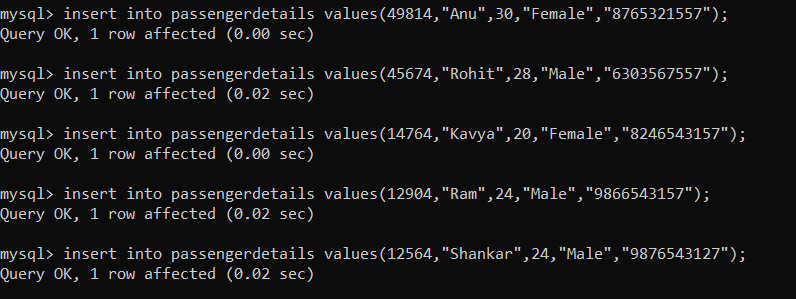 mysql> insert into passengerdetails values(49814,"Anu",30,"Female","8765321557");
Query OK, 1 row affected (0.00 sec)
mysql> insert into passengerdetails values(45674,"Rohit",28,"Male","6303567557");
Query OK, 1 row affected (0.02 sec)
mysql> insert into passengerdetails values(14764,"Kavya",20,"Female","8246543157");
Query OK, 1 row affected (0.00 sec)
mysql> insert into passengerdetails values(12904,"Ram",24,"Male","9866543157");
Query OK, 1 row affected (0.02 sec)
mysql> insert into passengerdetails values(12564,"Shankar",24,"Male","9876543127");
Query OK, 1 row affected (0.02 sec)